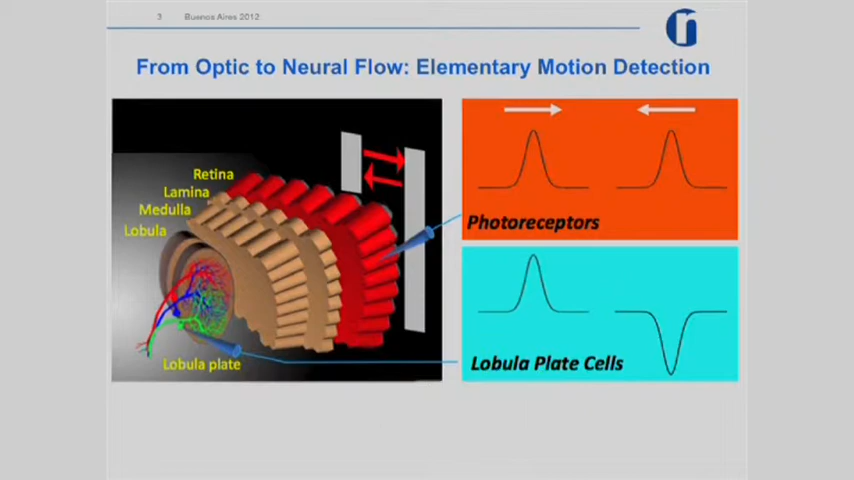 3 Buenos Aires 2012
From Optic to Neural Flow: Elementary Motion Detection
Retina
Lamina
Medulla
Lobula
Lobula plate
Photoreceptors
Lobula Plate Cells